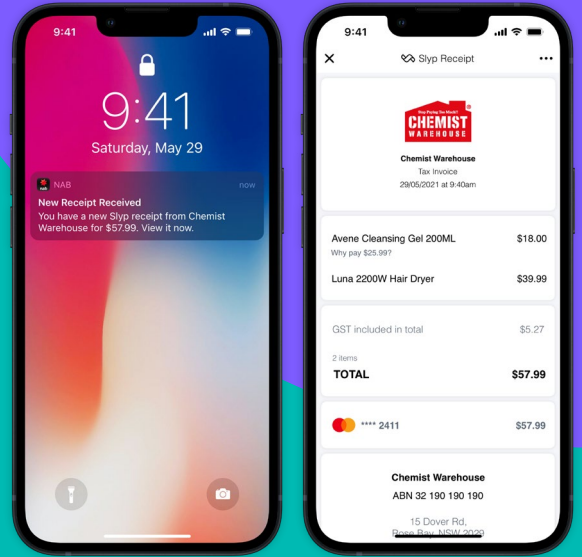 9:41
9:41
Saturday, May 29
NAB
now
New Receipt Received
You have a new Slyp receipt from Chemist
Warehouse for $57.99. View it now.
9:41
Slyp Receipt
Stop Paying Too Much!
CHEMIST
WAREHOUSE
Chemist Warehouse
Tax Invoice
29/05/2021 at 9:40am
Avene Cleansing Gel 200ML $18.00
Why pay $25.99?
Luna 2200W Hair Dryer $39.99
GST included in total $5.27
2 items
TOTAL $57.99
**** 2411 $57.99
Chemist Warehouse
ABN 32 190 190 190
15 Dover Rd,
Rose Bay, NSW 2029